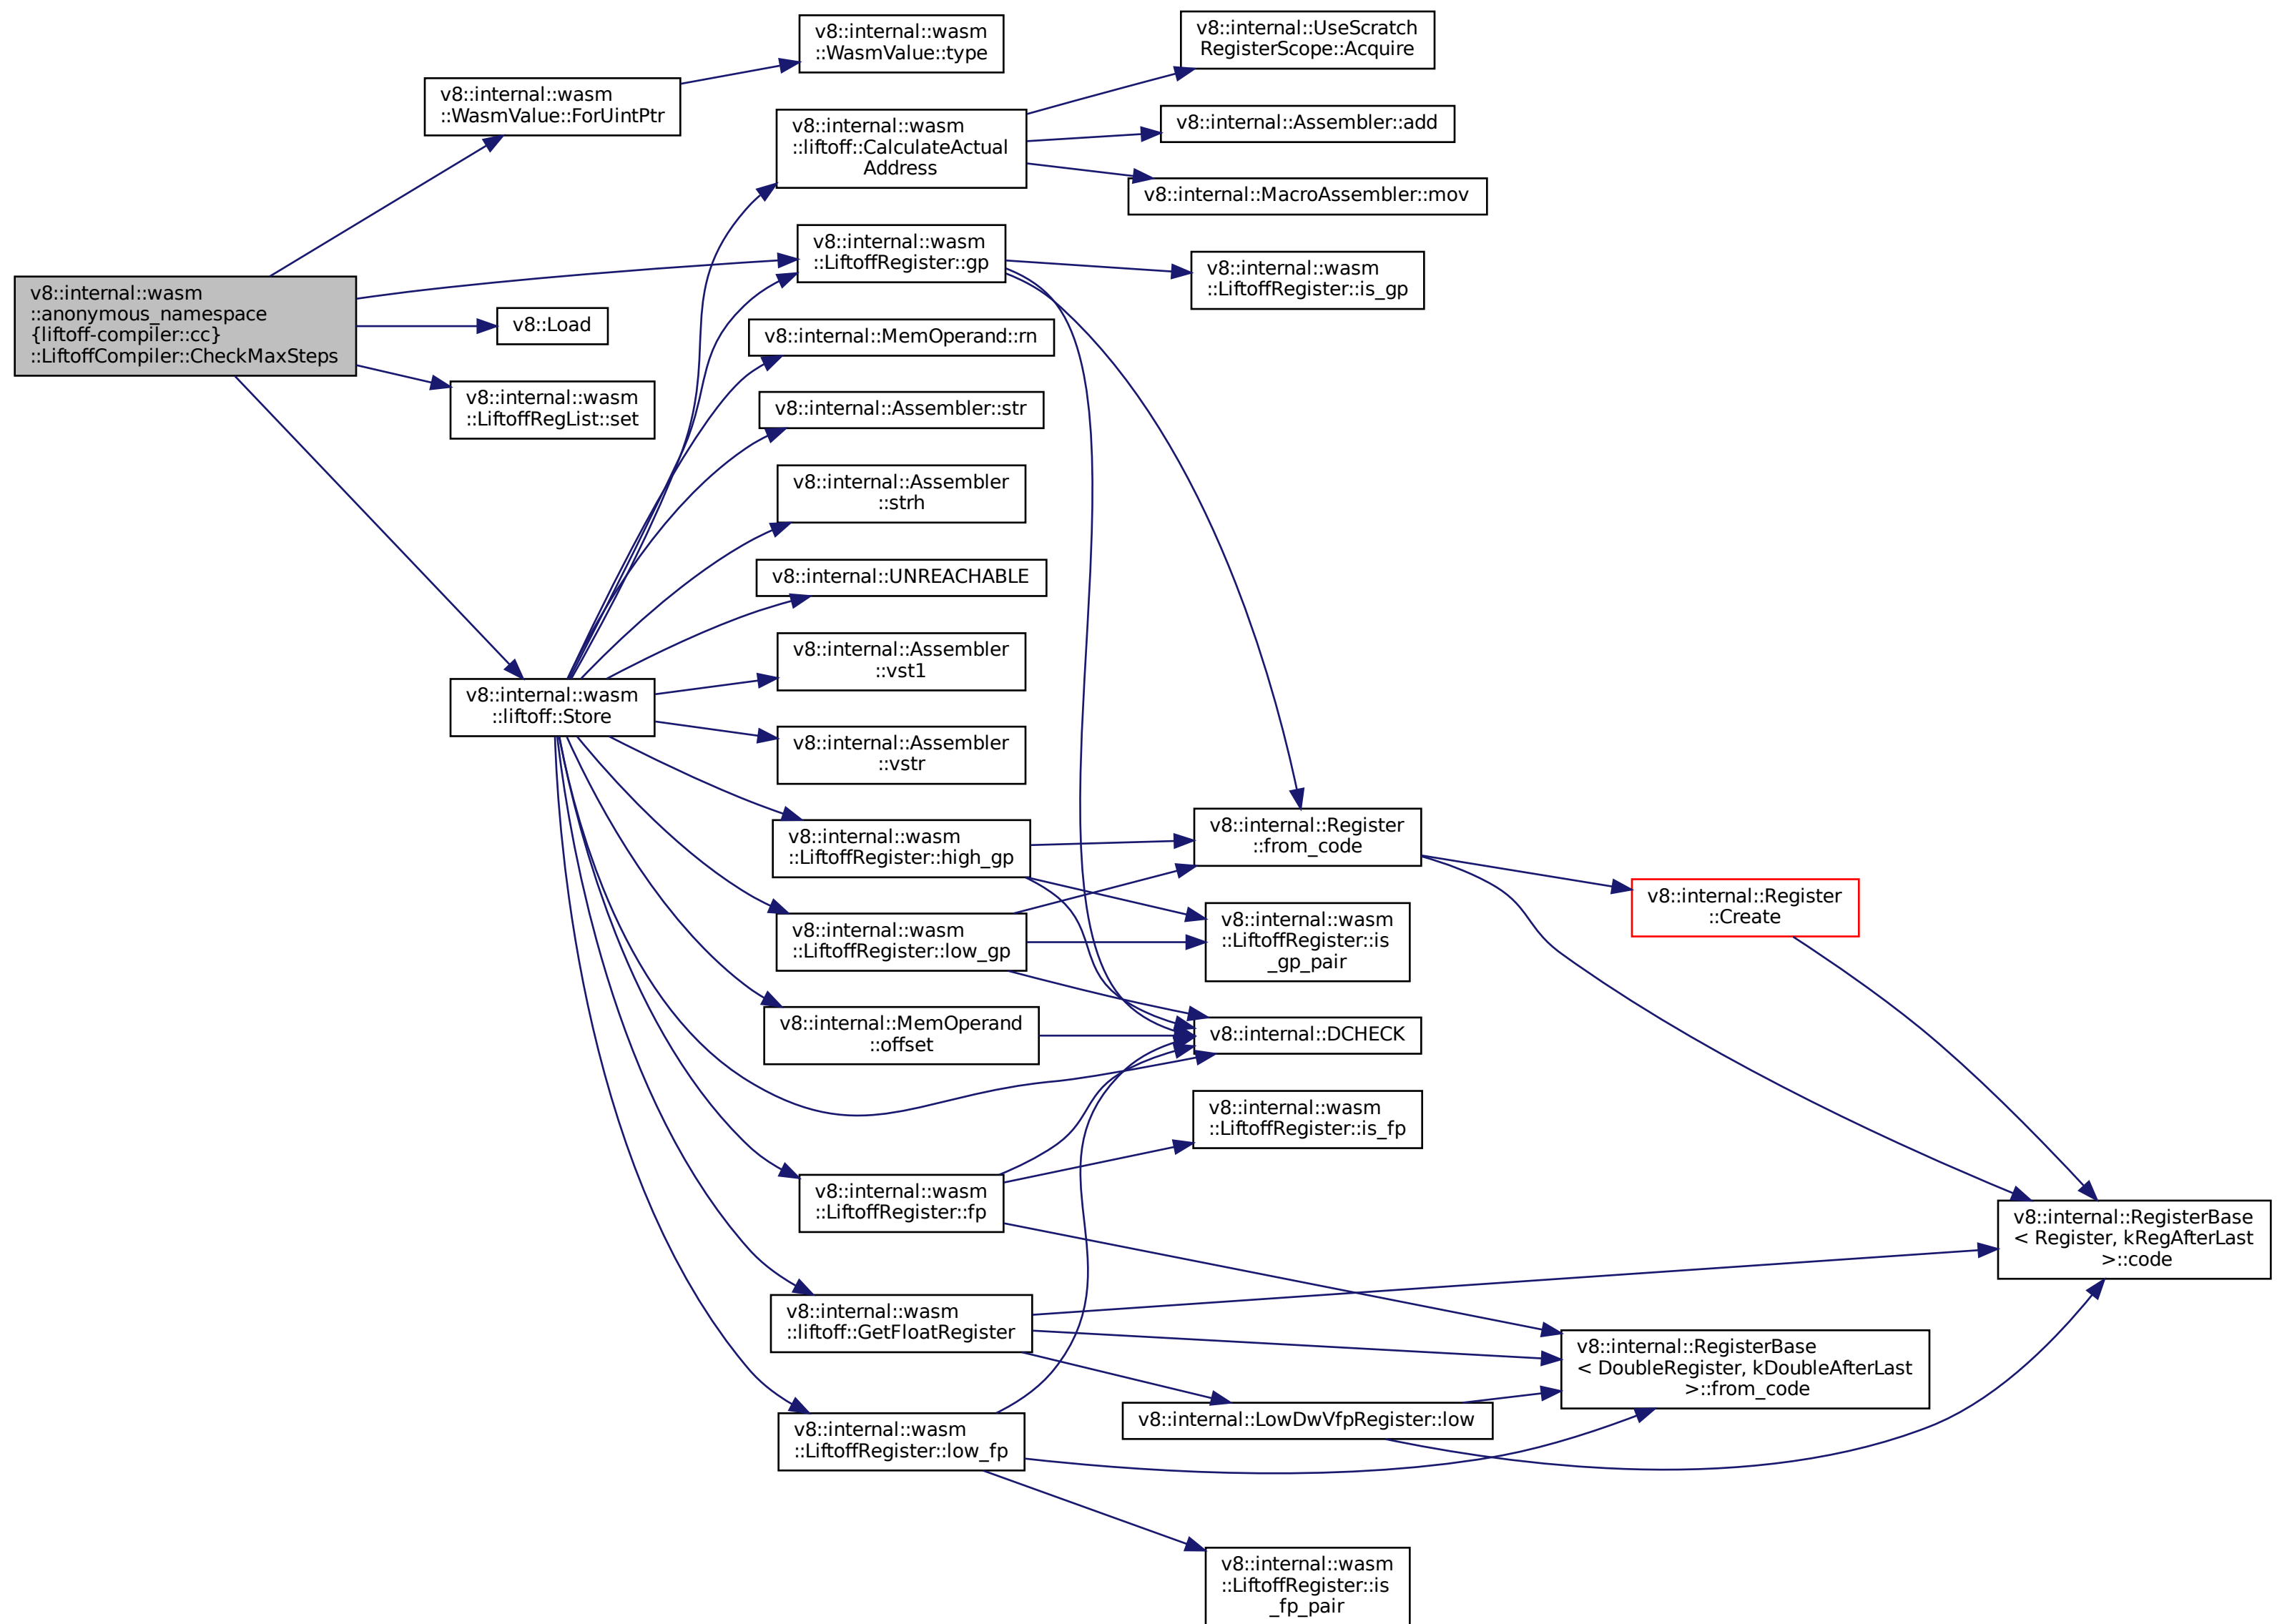 v8::internal::wasm
::anonymous_namespace
{liftoff-compiler::cc}
::LiftoffCompiler::CheckMaxSteps
v8::internal::wasm
::WasmValue::ForUintPtr
v8::internal::wasm
::WasmValue::type
v8::internal::wasm
::LiftoffRegister::gp
v8::Load
v8::internal::wasm
::LiftoffRegList::set
v8::internal::wasm
::liftoff::Store
v8::internal::wasm
::liftoff::CalculateActual
Address
v8::internal::UseScratch
RegisterScope::Acquire
v8::internal::Assembler::add
v8::internal::MacroAssembler::mov
v8::internal::wasm
::LiftoffRegister::is_gp
v8::internal::MemOperand::rn
v8::internal::Assembler::str
v8::internal::Assembler
::strh
v8::internal::UNREACHABLE
v8::internal::Assembler
::vst1
v8::internal::Assembler
::vstr
v8::internal::wasm
::LiftoffRegister::high_gp
v8::internal::wasm
::LiftoffRegister::low_gp
v8::internal::MemOperand
::offset
v8::internal::wasm
::LiftoffRegister::fp
v8::internal::wasm
::liftoff::GetFloatRegister
v8::internal::wasm
::LiftoffRegister::low_fp
v8::internal::Register
::from_code
v8::internal::wasm
::LiftoffRegister::is
_gp_pair
v8::internal::DCHECK
v8::internal::wasm
::LiftoffRegister::is_fp
v8::internal::LowDwVfpRegister::low
v8::internal::wasm
::LiftoffRegister::is
_fp_pair
v8::internal::Register
::Create
v8::internal::RegisterBase
< DoubleRegister, kDoubleAfterLast
>::from_code
v8::internal::RegisterBase
< Register, kRegAfterLast
>::code